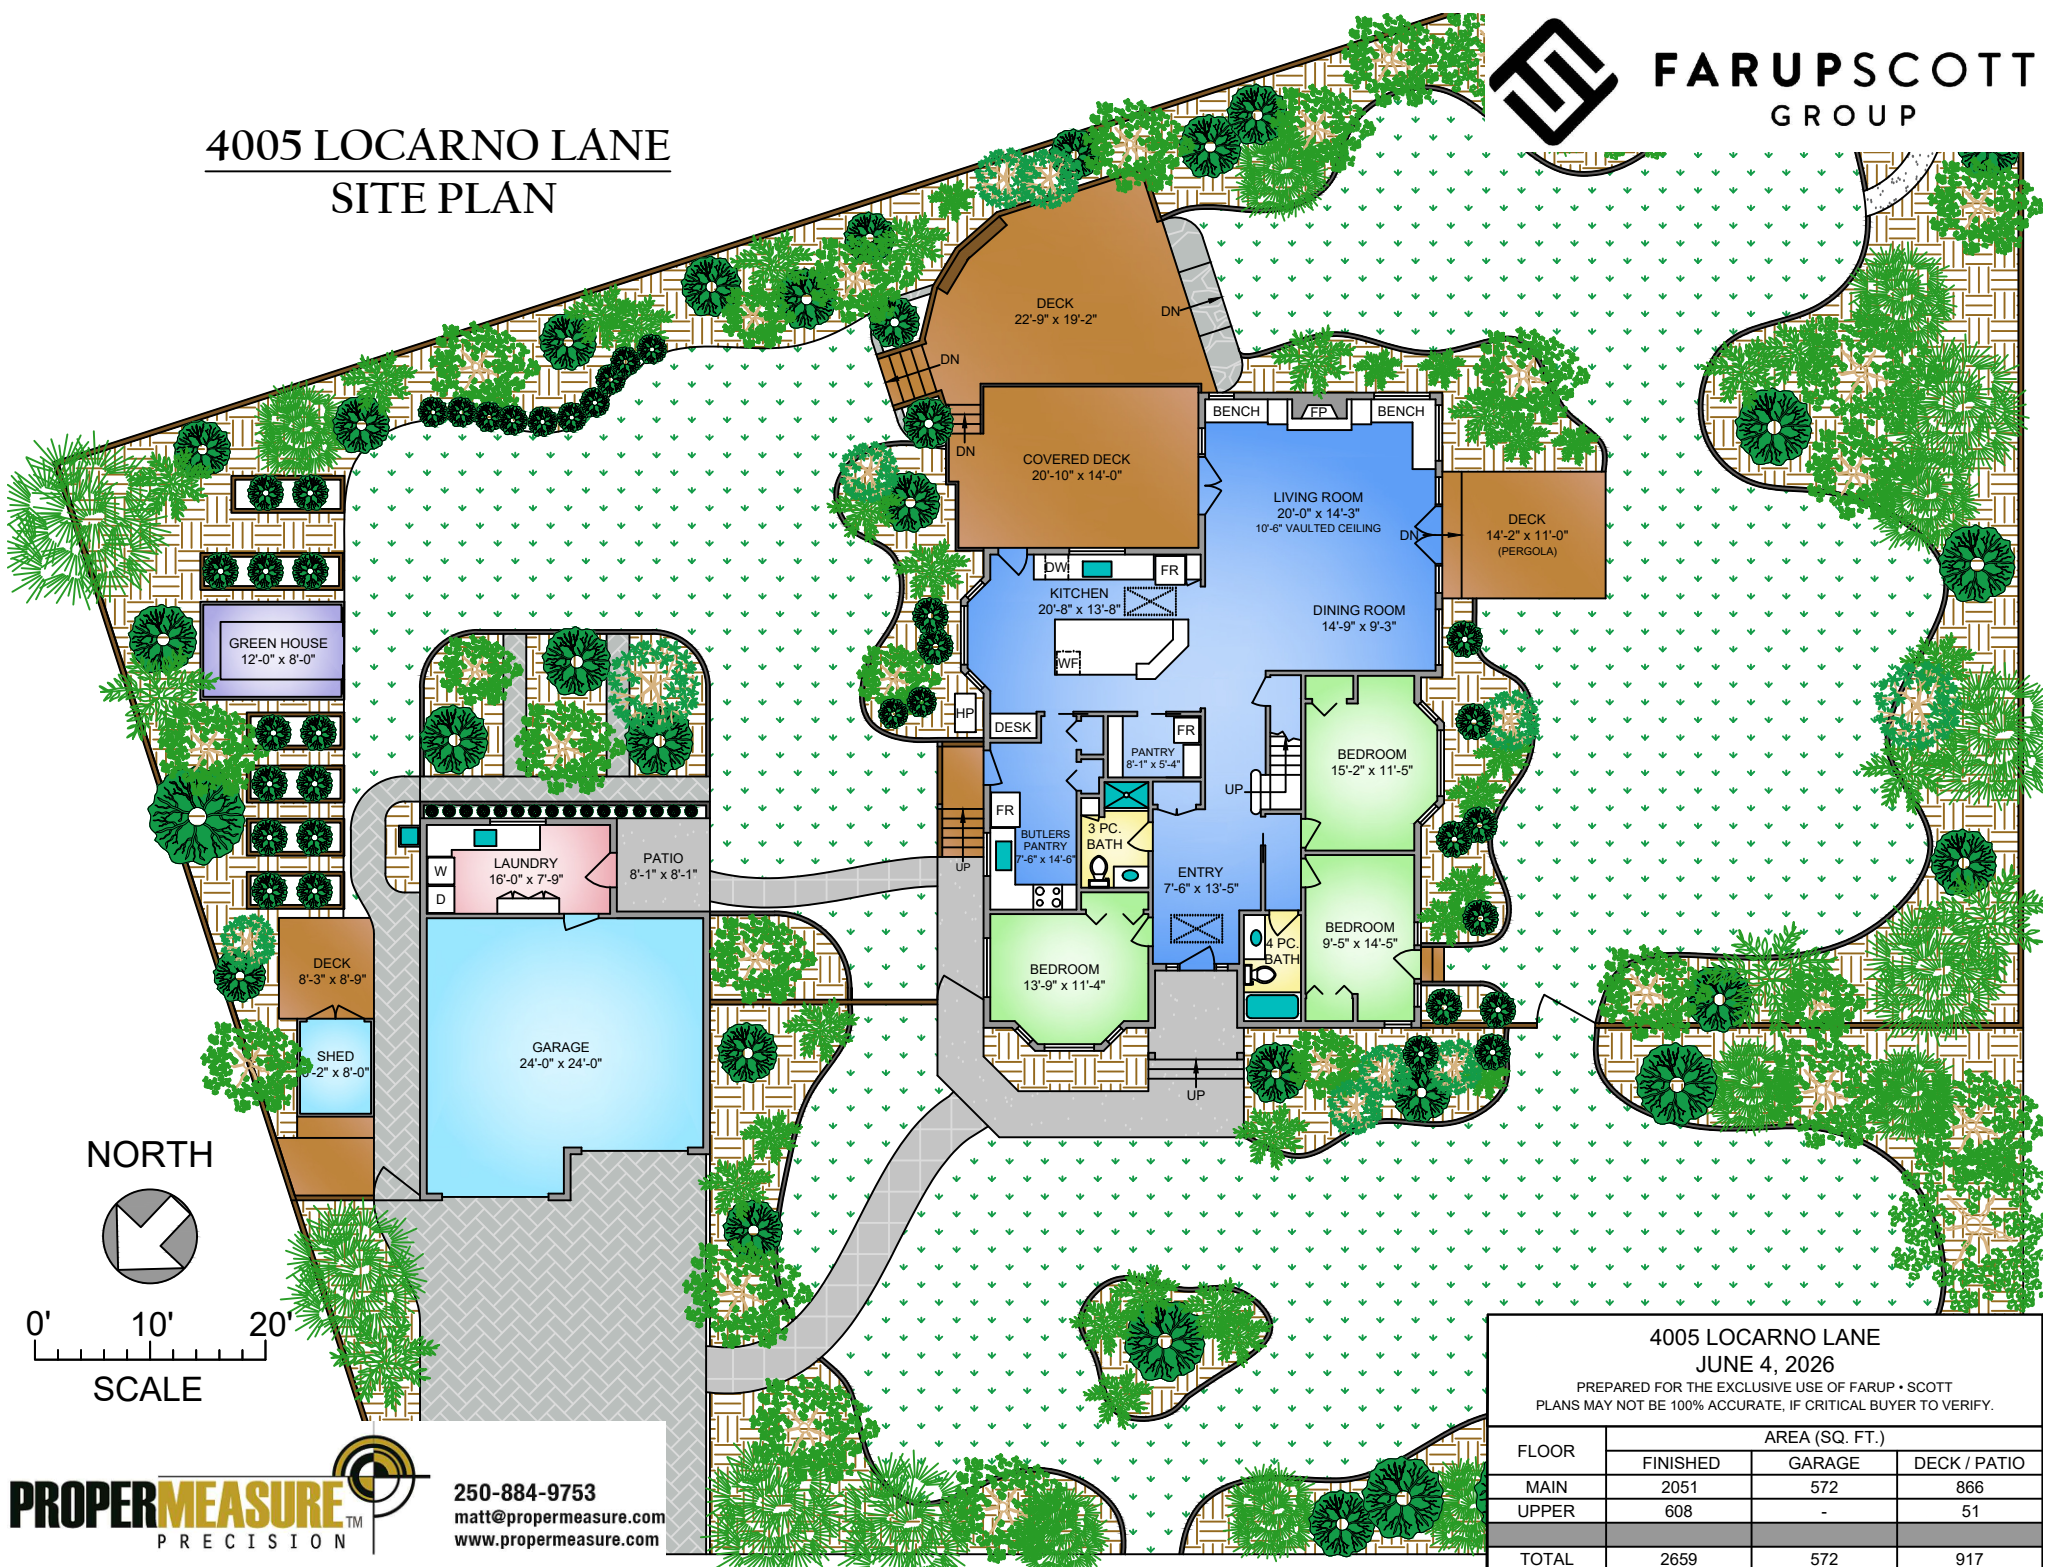 4005 LOCARNO LANE
SITE PLAN
FARUPSCOTT
GROUP
DECK
22'-9" x 19'-2"
DN
DN
DN
COVERED DECK
20'-10" x 14'-0"
BENCH
FP
BENCH
LIVING ROOM
20'-0" x 14'-3"
10'-6" VAULTED CEILING
DN
DECK
14'-2" x 11'-0"
(PERGOLA)
DW
FR
KITCHEN
20'-8" x 13'-8"
DINING ROOM
14'-9" x 9'-3"
WF
GREEN HOUSE
12'-0" x 8'-0"
HP
DESK
FR
PANTRY
8'-1" x 5'-4"
BEDROOM
15'-2" x 11'-5"
UP
FR
BUTLERS
PANTRY
7'-6" x 14'-6"
3 PC.
BATH
LAUNDRY
16'-0" x 7'-9"
W
D
PATIO
8'-1" x 8'-1"
UP
ENTRY
7'-6" x 13'-5"
BEDROOM
9'-5" x 14'-5"
4 PC.
BATH
BEDROOM
13'-9" x 11'-4"
DECK
8'-3" x 8'-9"
SHED
-2" x 8'-0"
GARAGE
24'-0" x 24'-0"
UP
NORTH
0' 10' 20'
SCALE
PROPERMEASURE TM
PRECISION
250-884-9753
matt@propermeasure.com
www.propermeasure.com
4005 LOCARNO LANE
JUNE 4, 2026
PREPARED FOR THE EXCLUSIVE USE OF FARUP • SCOTT
PLANS MAY NOT BE 100% ACCURATE, IF CRITICAL BUYER TO VERIFY.
FLOOR AREA (SQ. FT.)
FINISHED GARAGE DECK / PATIO
MAIN 2051 572 866
UPPER 608 - 51
TOTAL 2659 572 917